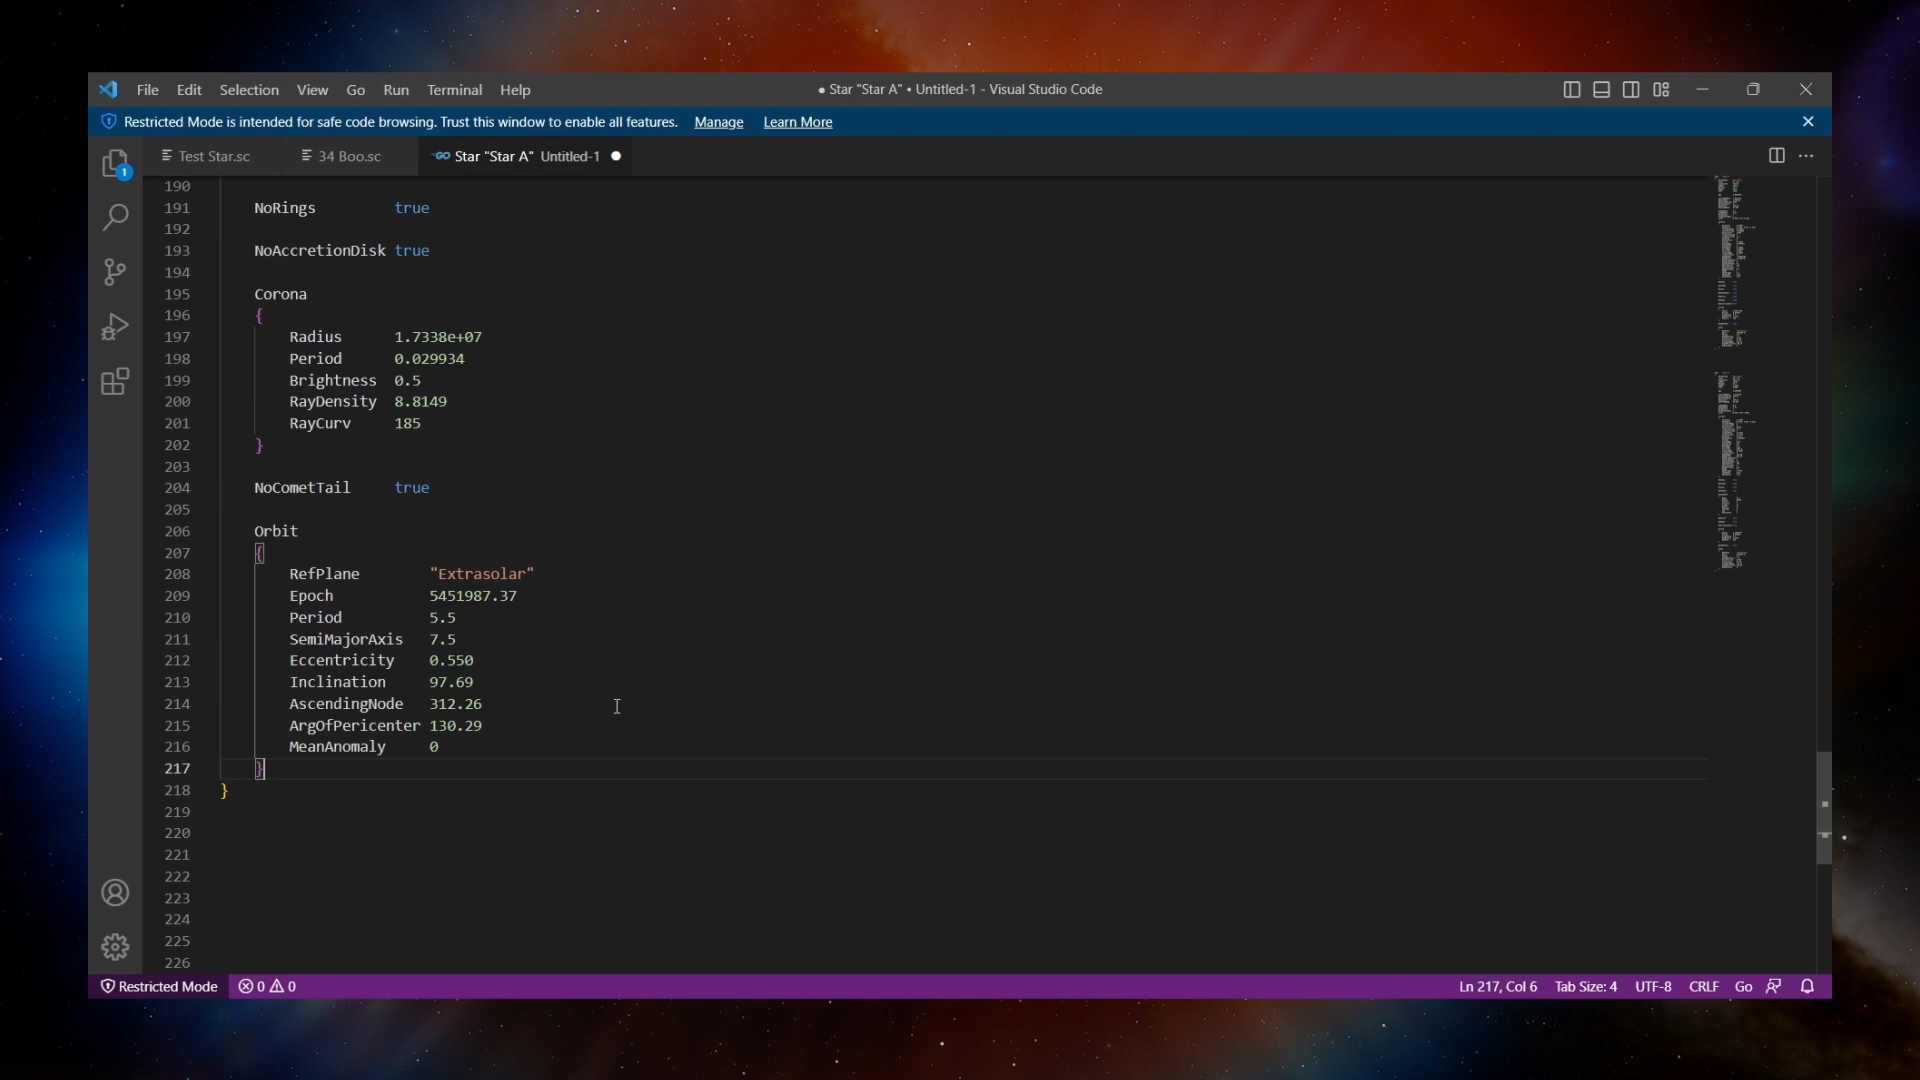 File Edit Selection View Go Run Terminal Help ● Star "Star A" • Untitled-1 - Visual Studio Code
Restricted Mode is intended for safe code browsing. Trust this window to enable all features. Manage Learn More
1 Test Star.sc 34 Boo.sc GO Star "Star A" Untitled-1
190
191 NoRings true
192
193 NoAccretionDisk true
194
195 Corona
196 {
197 Radius 1.7338e+07
198 Period 0.029934
199 Brightness 0.5
200 RayDensity 8.8149
201 RayCurv 185
202 }
203
204 NoCometTail true
205
206 Orbit
207 {
208 RefPlane "Extrasolar"
209 Epoch 5451987.37
210 Period 5.5
211 SemiMajorAxis 7.5
212 Eccentricity 0.550
213 Inclination 97.69
214 AscendingNode 312.26
215 ArgOfPericenter 130.29
216 MeanAnomaly 0
217 }
218 }
219
220
221
222
223
224
225
226
Restricted Mode 0 0 Ln 217, Col 6 Tab Size: 4 UTF-8 CRLF Go